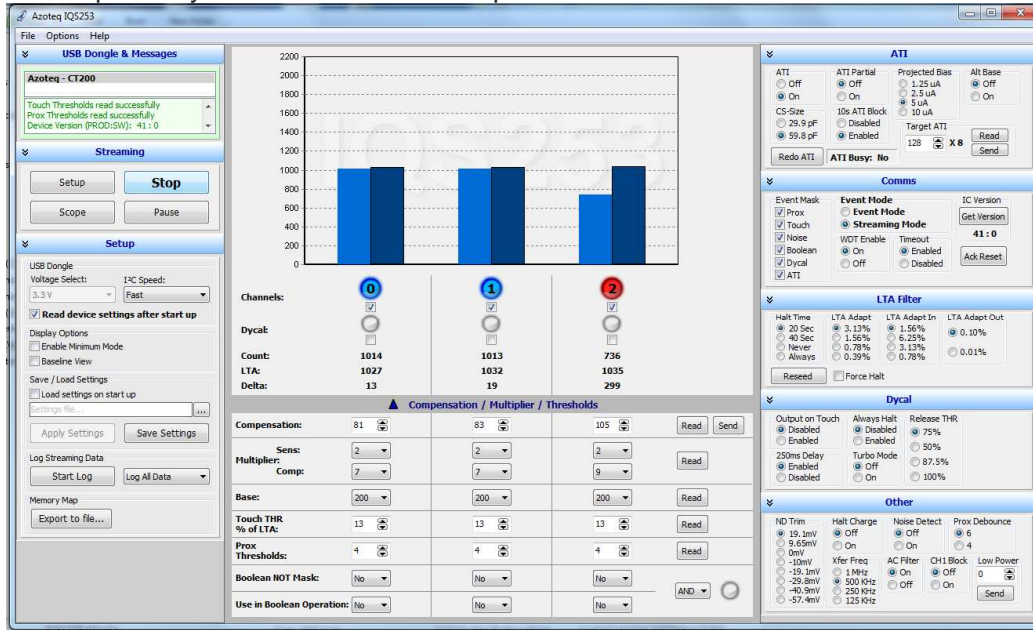 Azoteq IQS253
File Options Help
USB Dongle & Messages
Azoteq - CT200
Touch Thresholds read successfully
Prox Thresholds read successfully
Device Version (PROD:SW): 41 : 0
Streaming
Setup Stop
Scope Pause
Setup
USB Dongle
Voltage Select: I²C Speed:
3.3 V Fast
Read device settings after start up
Display Options
Enable Minimum Mode
Baseline View
Save / Load Settings
Load settings on start up
Settings file... ...
Apply Settings Save Settings
Log Streaming Data
Start Log Log All Data
Memory Map
Export to file...
IQS253
2200
2000
1800
1600
1400
1200
1000
800
600
400
200
0
Channels: 0 1 2
Dycal:
Count: 1014 1013 736
LTA: 1027 1032 1035
Delta: 13 19 299
Compensation / Multiplier / Thresholds
Compensation: 81 83 105 Read Send
Sens: 2 2 2
Multiplier: Read
Comp: 7 7 9
Base: 200 200 200 Read
Touch THR
% of LTA: 13 13 13 Read
Prox
Thresholds: 4 4 4 Read
Boolean NOT Mask: No No No
AND
Use in Boolean Operation: No No No
ATI
ATI ATI Partial Projected Bias Alt Base
Off Off 1.25 uA Off
On On 2.5 uA On
5 uA
CS-Size 10s ATI Block 10 uA
29.9 pF Disabled Target ATI
59.8 pF Enabled 128 X 8 Read
Send
Redo ATI ATI Busy: No
Comms
Event Mask Event Mode IC Version
Prox Event Mode Get Version
Touch Streaming Mode 41 : 0
Noise WDT Enable Timeout
Boolean On Enabled Ack Reset
Dycal Off Disabled
ATI
LTA Filter
Halt Time LTA Adapt LTA Adapt In LTA Adapt Out
20 Sec 3.13% 1.56% 0.10%
40 Sec 1.56% 6.25%
Never 0.78% 3.13% 0.01%
Always 0.39% 0.78%
Reseed Force Halt
Dycal
Output on Touch Always Halt Release THR
Disabled Disabled 75%
Enabled Enabled 50%
250ms Delay Turbo Mode 87.5%
Enabled Off
Disabled On 100%
Other
ND Trim Halt Charge Noise Detect Prox Debounce
19.1mV Off Off 6
9.65mV On On 4
0mV
-10mV Xfer Freq AC Filter CH1 Block Low Power
-19.1mV 1 MHz On Off 0
-29.8mV 500 KHz Off On
-40.9mV 250 KHz Send
-57.4mV 125 KHz